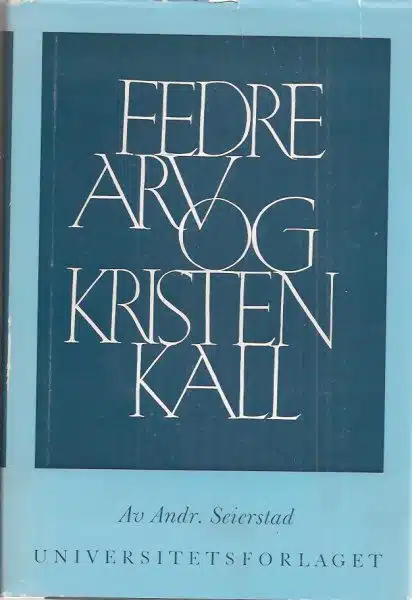 FEDRE
ARV
OG
KRISTEN
KALL
Av Andr. Seierstad
UNIVERSITETSFORLAGET